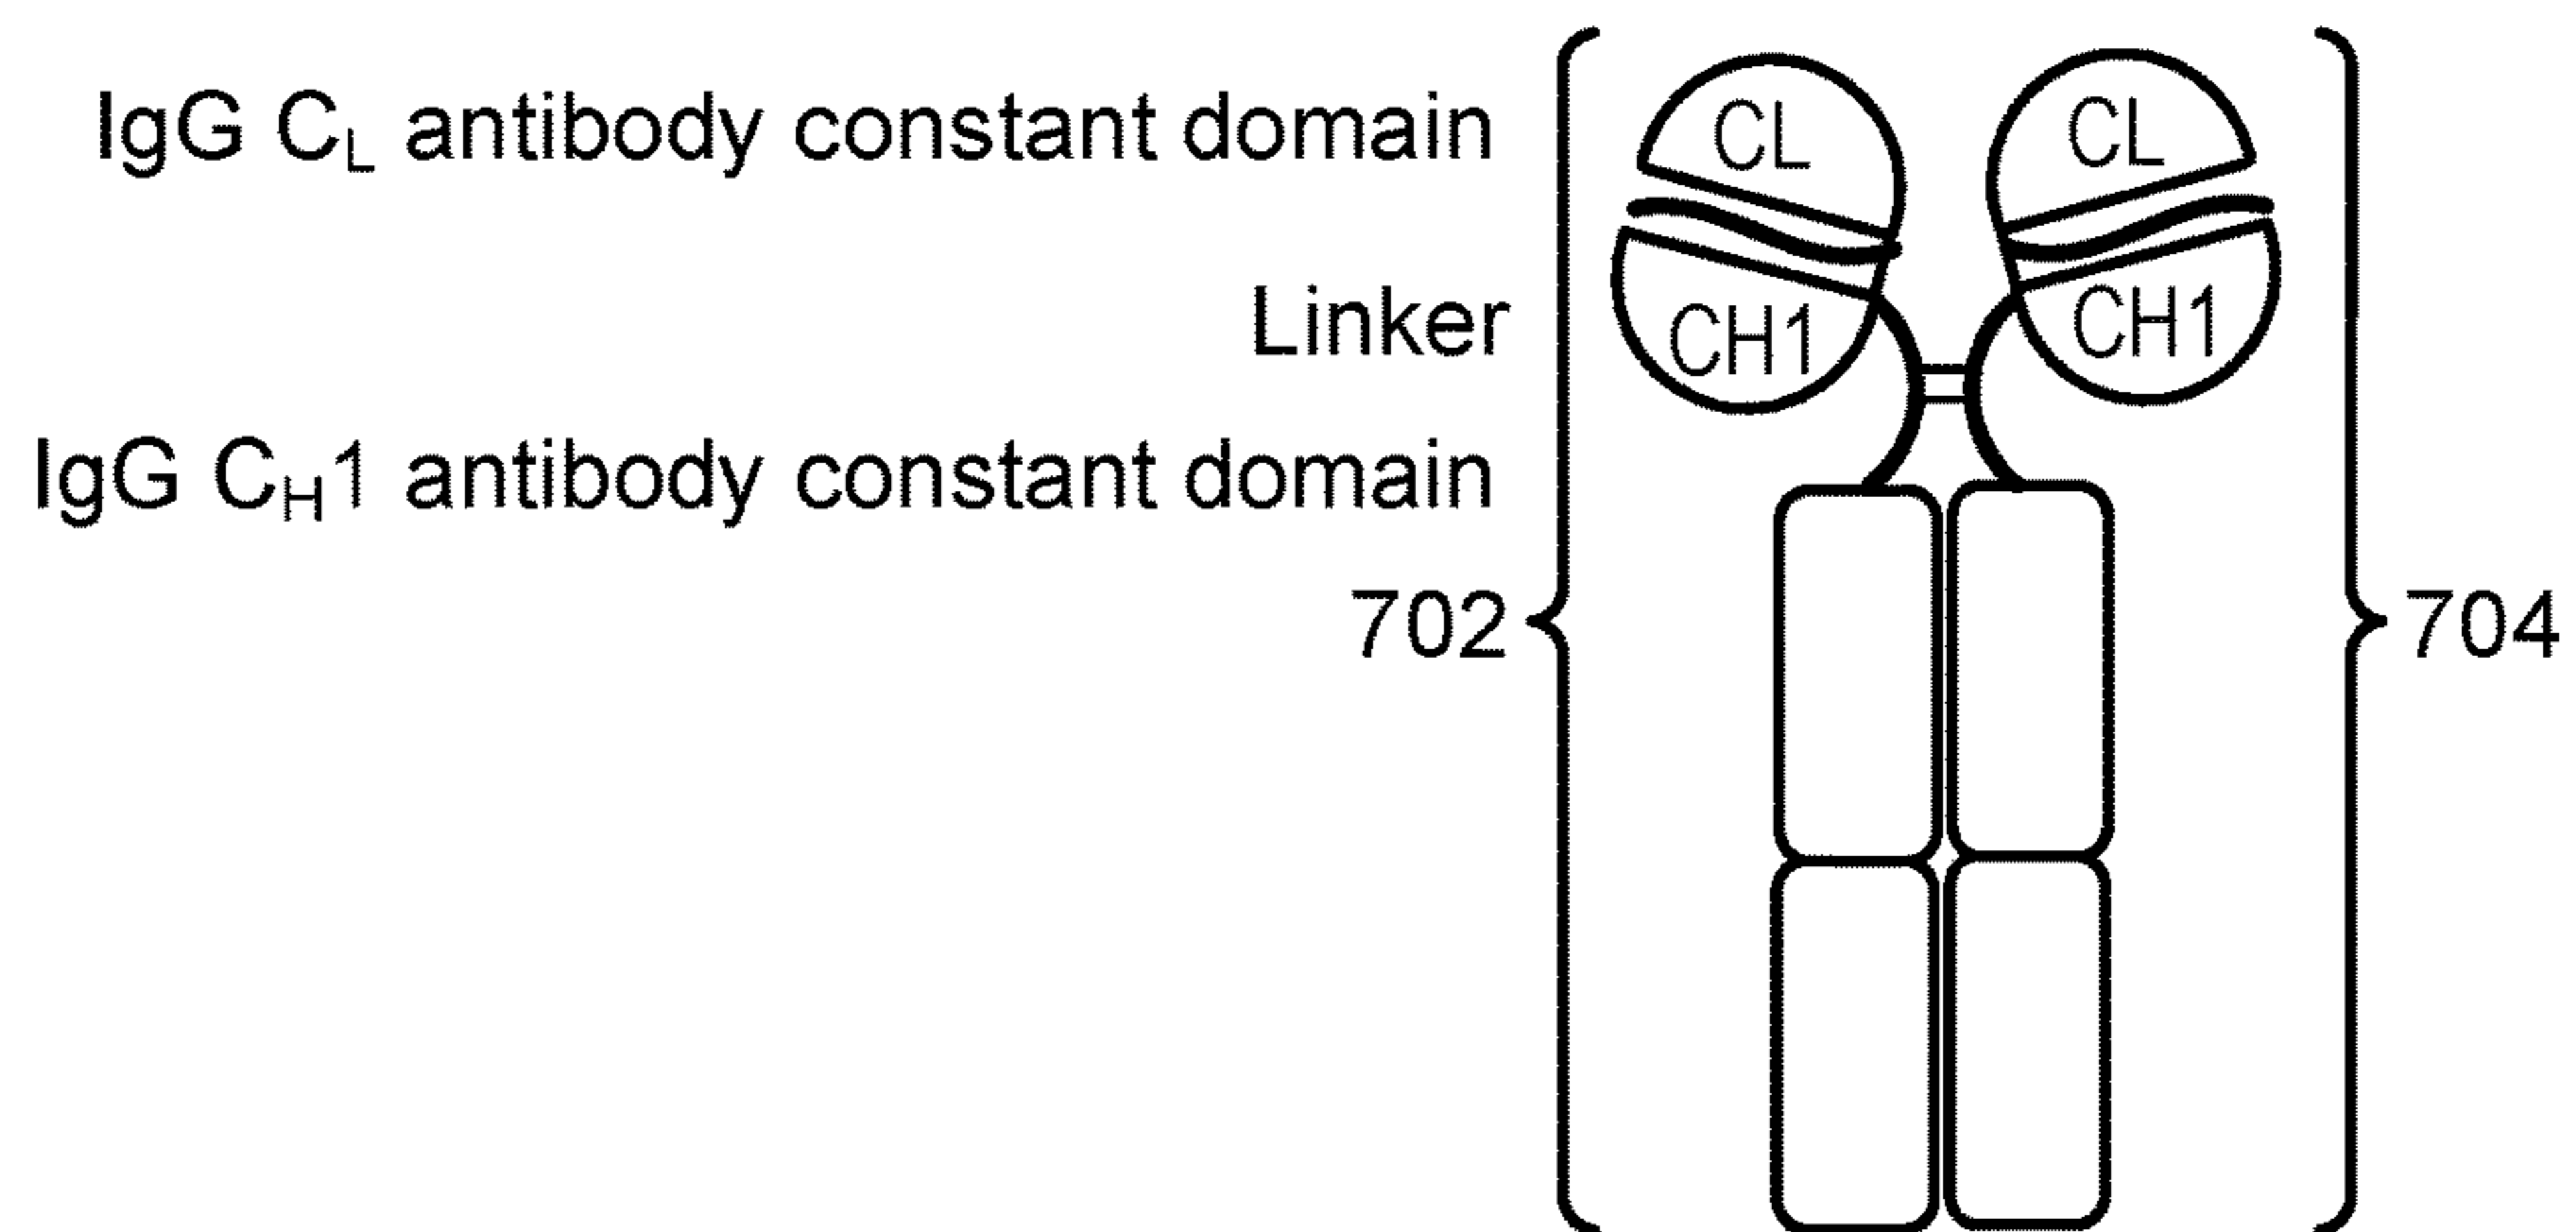 IgG CL antibody constant domain
CL CL
Linker
CH1 CH1
IgG CH1 antibody constant domain
702 704